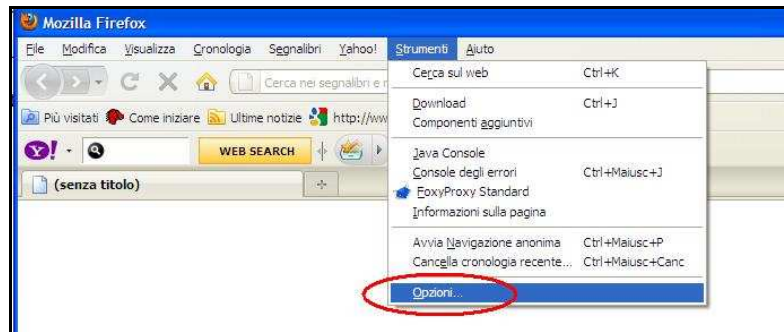 Mozilla Firefox
File Modifica Visualizza Cronologia Segnalibri Yahoo! Strumenti Aiuto
Cerca nei segnalibri e
Più visitati Come iniziare Ultime notizie http://ww
Y! WEB SEARCH
(senza titolo)
Cerca sul web Ctrl+K
Download Ctrl+J
Componenti aggiuntivi
Java Console
Console degli errori Ctrl+Maiusc+J
FoxyProxy Standard
Informazioni sulla pagina
Avvia Navigazione anonima Ctrl+Maiusc+P
Cancella cronologia recente... Ctrl+Maiusc+Canc
Opzioni...